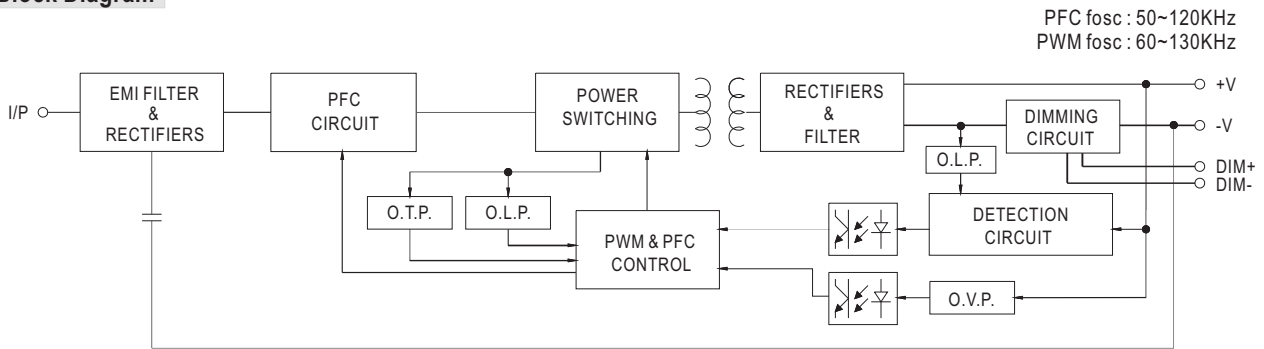 Block Diagram
PFC fosc : 50~120KHz
PWM fosc : 60~130KHz
I/P
EMI FILTER
&
RECTIFIERS
PFC
CIRCUIT
POWER
SWITCHING
RECTIFIERS
&
FILTER
DIMMING
CIRCUIT
+V
-V
DIM+
DIM-
O.L.P.
O.T.P.
O.L.P.
PWM & PFC
CONTROL
DETECTION
CIRCUIT
O.V.P.